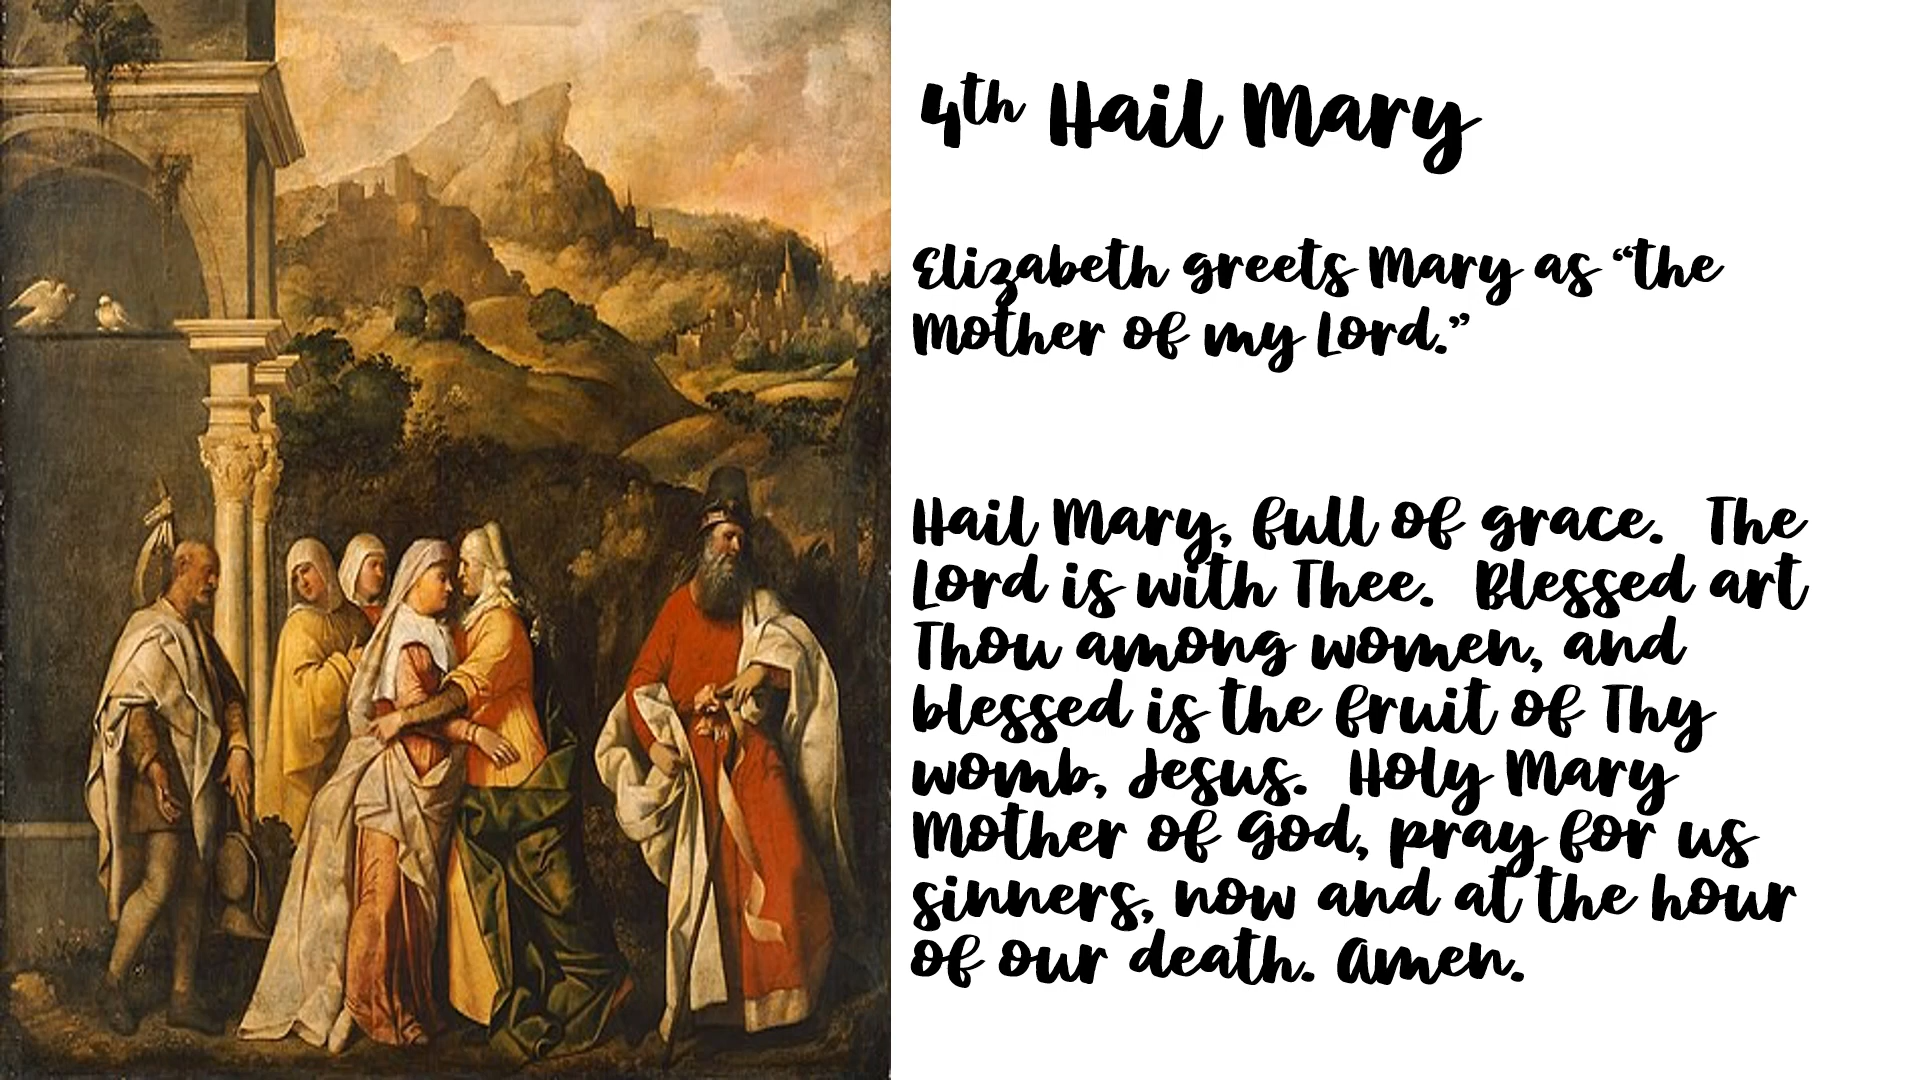 4th Hail Mary
Elizabeth greets Mary as “the
Mother of my Lord.”
Hail Mary, full of grace.  The
Lord is with Thee.  Blessed art
Thou among women, and
blessed is the fruit of Thy
womb, Jesus.  Holy Mary
Mother of God, pray for us
sinners, now and at the hour
of our death. Amen.